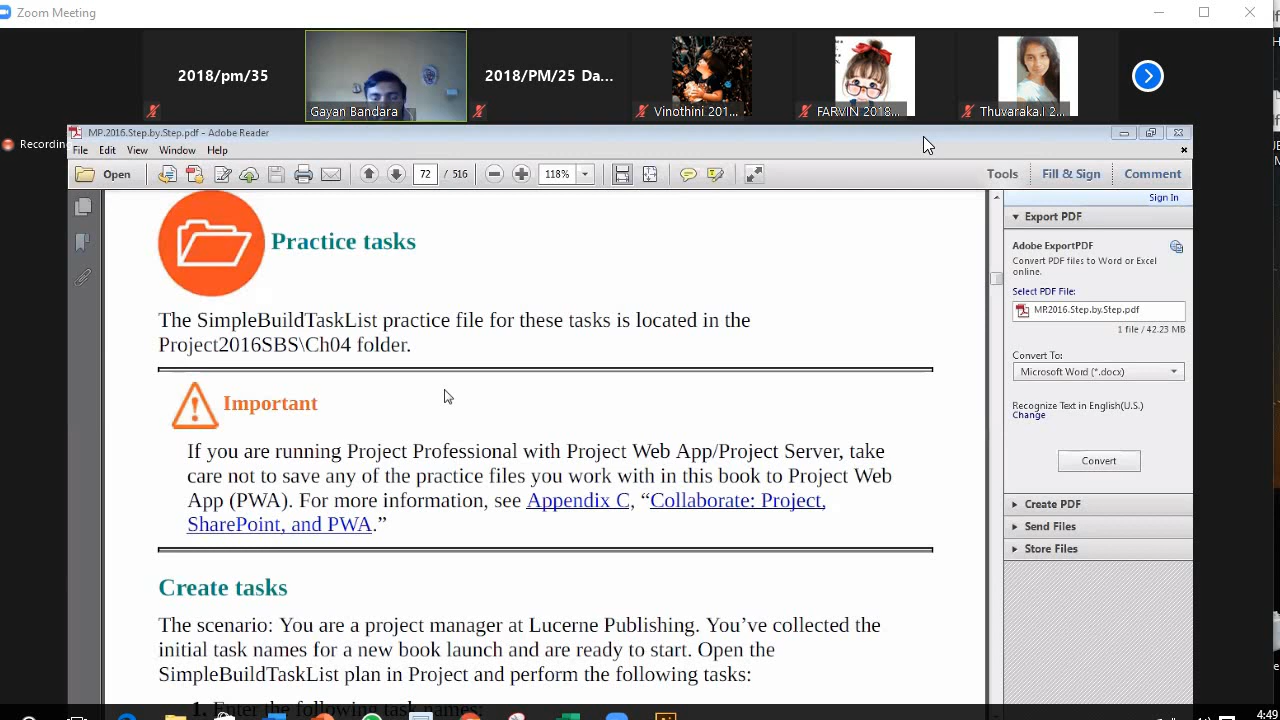 Zoom Meeting
2018/pm/35
Gayan Bandara
2018/PM/25 Da...
Vinothini 201...
FARVIN 2018...
Thuvaraka.I 2...
Recording
MP.2016.Step.by.Step.pdf - Adobe Reader
File Edit View Window Help
Open 72 / 516 118% Tools Fill & Sign Comment
Sign In
Practice tasks
The SimpleBuildTaskList practice file for these tasks is located in the
Project2016SBS\Ch04 folder.
Important
If you are running Project Professional with Project Web App/Project Server, take
care not to save any of the practice files you work with in this book to Project Web
App (PWA). For more information, see Appendix C, “Collaborate: Project,
SharePoint, and PWA.”
Create tasks
The scenario: You are a project manager at Lucerne Publishing. You’ve collected the
initial task names for a new book launch and are ready to start. Open the
SimpleBuildTaskList plan in Project and perform the following tasks:
1. Enter the following task names:
Export PDF
Adobe ExportPDF
Convert PDF files to Word or Excel
online.
Select PDF File:
MP.2016.Step.by.Step.pdf
1 file / 42.23 MB
Convert To:
Microsoft Word (*.docx)
Recognize Text in English(U.S.)
Change
Convert
Create PDF
Send Files
Store Files
4:49